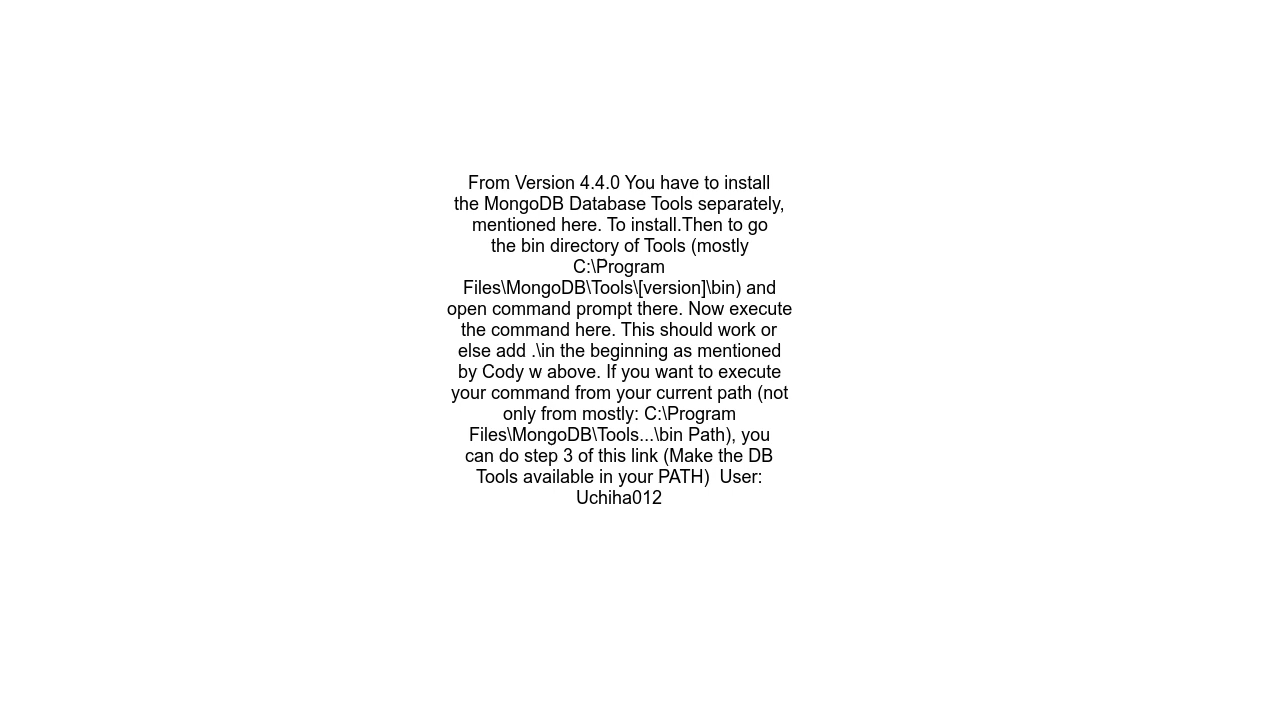 From Version 4.4.0 You have to install
the MongoDB Database Tools separately,
mentioned here. To install.Then to go
the bin directory of Tools (mostly
C:\Program
Files\MongoDB\Tools\[version]\bin) and
open command prompt there. Now execute
the command here. This should work or
else add .\in the beginning as mentioned
by Cody w above. If you want to execute
your command from your current path (not
only from mostly: C:\Program
Files\MongoDB\Tools...\bin Path), you
can do step 3 of this link (Make the DB
Tools available in your PATH)  User:
Uchiha012